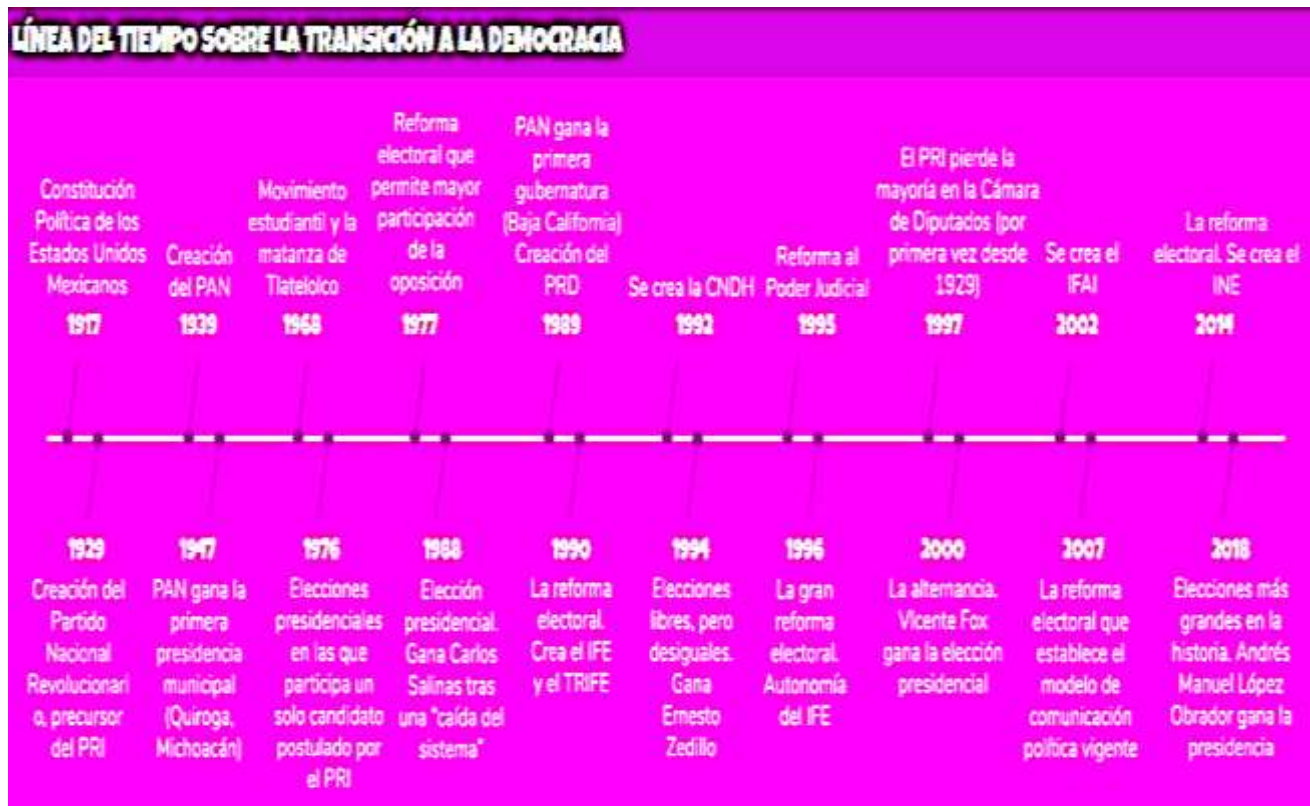 LÍNEA DEL TIEMPO SOBRE LA TRANSICIÓN A LA DEMOCRACIA
Constitución
Política de los
Estados Unidos
Mexicanos
1917
Creación
del PAN
1939
Movimiento
estudiantil y la
matanza de
Tlatelolco
1968
Reforma
electoral que
permite mayor
participación
de la
oposición
1977
PAN gana la
primera
gubernatura
(Baja California)
Creación del
PRD
1989
Se crea la CNDH
1992
Reforma al
Poder Judicial
1995
El PRI pierde la
mayoría en la Cámara
de Diputados (por
primera vez desde
1929)
1997
Se crea el
IFAI
2002
La reforma
electoral. Se crea el
INE
2014
1929
Creación del
Partido
Nacional
Revolucionari
o, precursor
del PRI
1947
PAN gana la
primera
presidencia
municipal
(Quiroga,
Michoacán)
1976
Elecciones
presidenciales
en las que
participa un
solo candidato
postulado por
el PRI
1988
Elección
presidencial.
Gana Carlos
Salinas tras
una "caída del
sistema"
1990
La reforma
electoral.
Crea el IFE
y el TRIFE
1994
Elecciones
libres, pero
desiguales.
Gana
Ernesto
Zedillo
1996
La gran
reforma
electoral.
Autonomía
del IFE
2000
La alternancia.
Vicente Fox
gana la elección
presidencial
2007
La reforma
electoral que
establece el
modelo de
comunicación
política vigente
2018
Elecciones más
grandes en la
historia. Andrés
Manuel López
Obrador gana la
presidencia